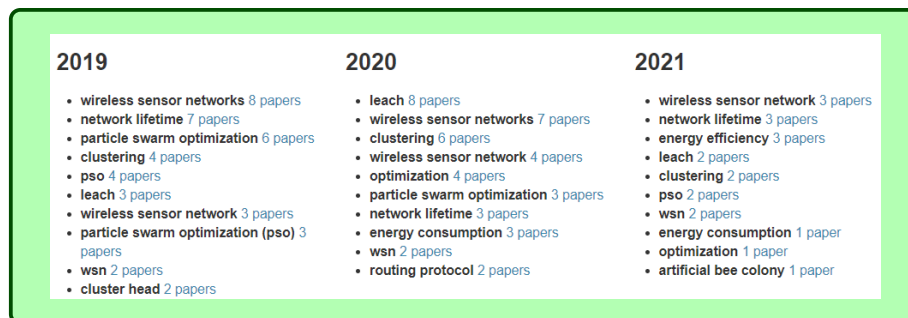 2019
• wireless sensor networks 8 papers
• network lifetime 7 papers
• particle swarm optimization 6 papers
• clustering 4 papers
• pso 4 papers
• leach 3 papers
• wireless sensor network 3 papers
• particle swarm optimization (pso) 3
papers
• wsn 2 papers
• cluster head 2 papers
2020
• leach 8 papers
• wireless sensor networks 7 papers
• clustering 6 papers
• wireless sensor network 4 papers
• optimization 4 papers
• particle swarm optimization 3 papers
• network lifetime 3 papers
• energy consumption 3 papers
• wsn 2 papers
• routing protocol 2 papers
2021
• wireless sensor network 3 papers
• network lifetime 3 papers
• energy efficiency 3 papers
• leach 2 papers
• clustering 2 papers
• pso 2 papers
• wsn 2 papers
• energy consumption 1 paper
• optimization 1 paper
• artificial bee colony 1 paper